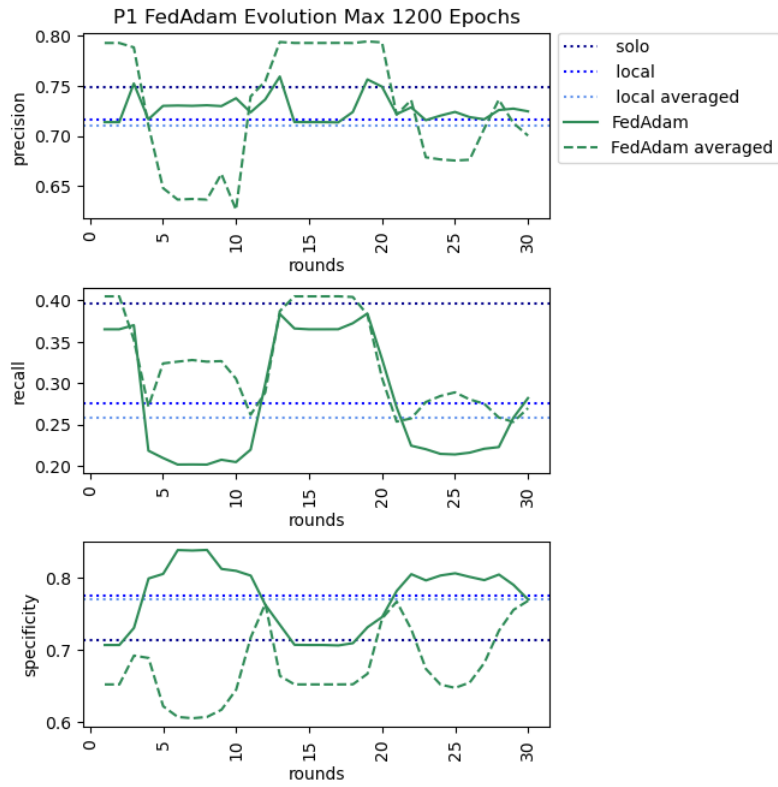 P1 FedAdam Evolution Max 1200 Epochs
solo
local
local averaged
FedAdam
FedAdam averaged
0.80
0.75
0.70
0.65
precision
0
5
10
15
20
25
30
rounds
0.40
0.35
0.30
0.25
0.20
recall
0
5
10
15
20
25
30
rounds
0.8
0.7
0.6
specificity
0
5
10
15
20
25
30
rounds